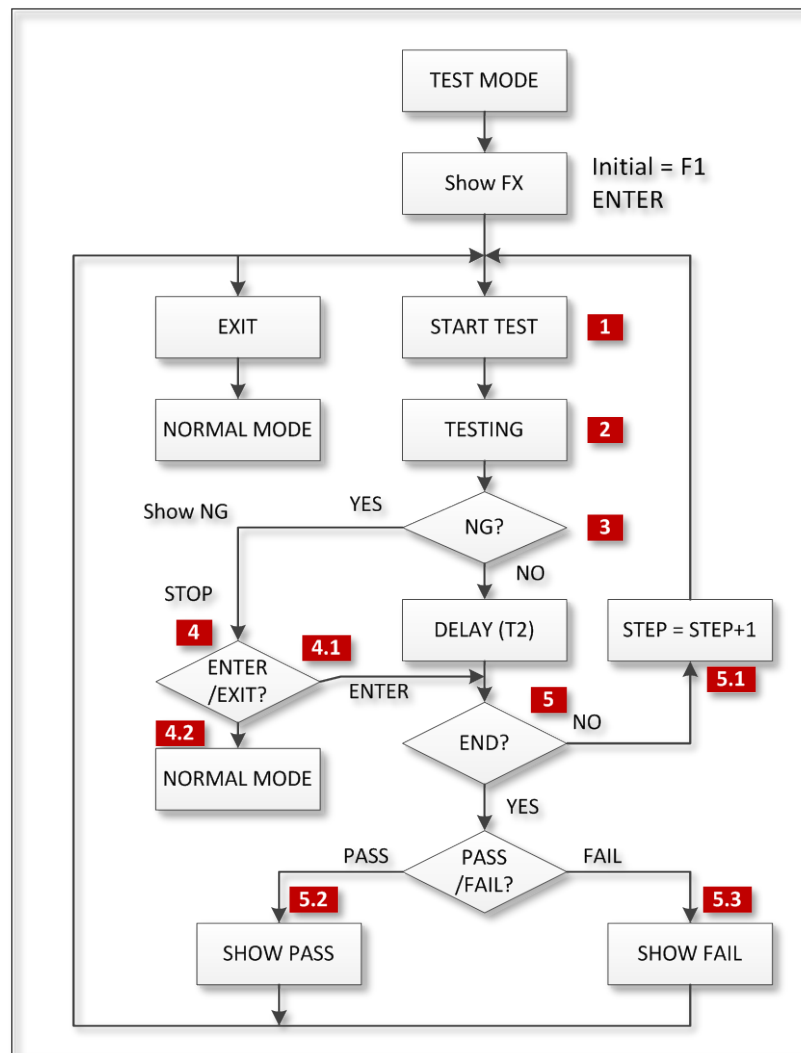 TEST MODE
Show FX
Initial = F1
ENTER
EXIT
START TEST
1
NORMAL MODE
TESTING
2
Show NG
YES
NG?
3
NO
STOP
DELAY (T2)
STEP = STEP+1
4
4.1
ENTER
/EXIT?
ENTER
5.1
4.2
5
NO
NORMAL MODE
END?
YES
PASS
PASS
/FAIL?
FAIL
5.2
5.3
SHOW PASS
SHOW FAIL